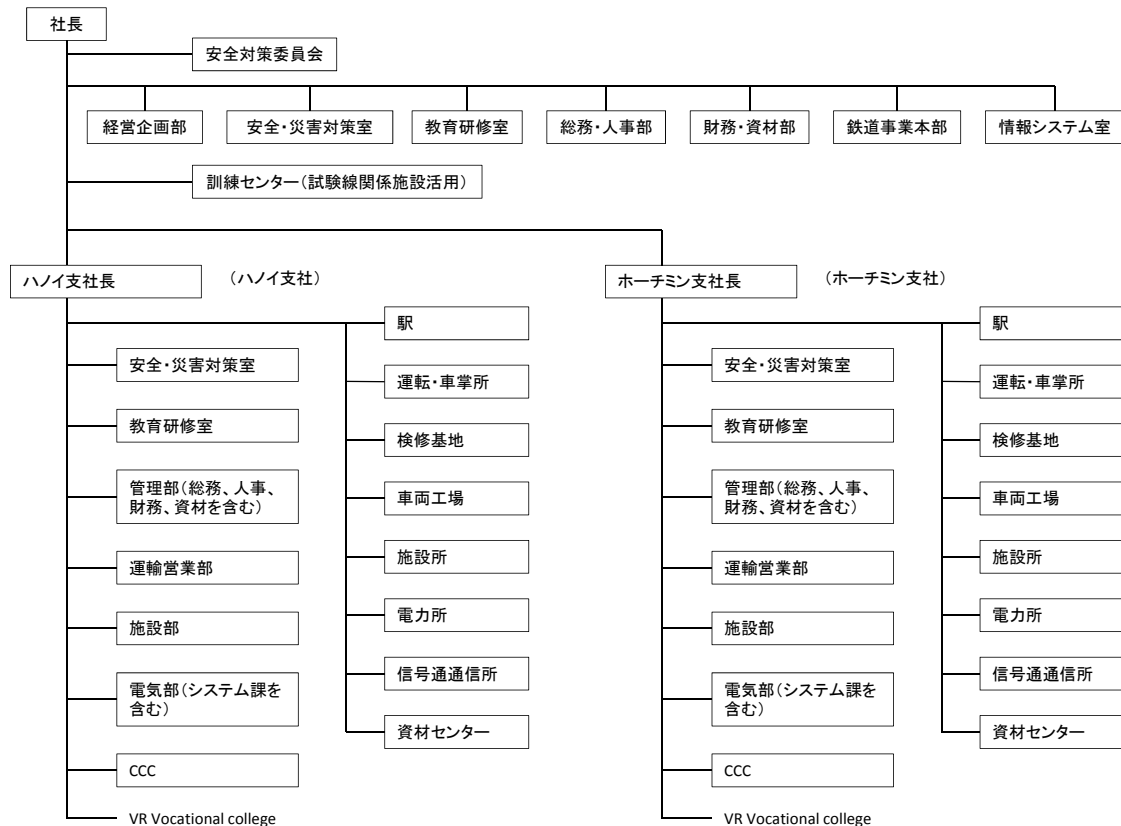 社長
安全対策委員会
経営企画部
安全・災害対策室
教育研修室
総務・人事部
財務・資材部
鉄道事業本部
情報システム室
訓練センター(試験線関係施設活用)
ハノイ支社長
(ハノイ支社)
ホーチミン支社長
(ホーチミン支社)
安全・災害対策室
教育研修室
管理部(総務、人事、
財務、資材を含む)
運輸営業部
施設部
電気部(システム課を
含む)
CCC
VR Vocational college
駅
運転・車掌所
検修基地
車両工場
施設所
電力所
信号通通信所
資材センター
安全・災害対策室
教育研修室
管理部(総務、人事、
財務、資材を含む)
運輸営業部
施設部
電気部(システム課を
含む)
CCC
VR Vocational college
駅
運転・車掌所
検修基地
車両工場
施設所
電力所
信号通通信所
資材センター